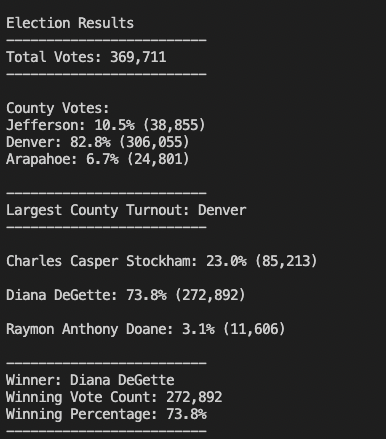 Election Results
-------------------------
Total Votes: 369,711
-------------------------
County Votes:
Jefferson: 10.5% (38,855)
Denver: 82.8% (306,055)
Arapahoe: 6.7% (24,801)
-------------------------
Largest County Turnout: Denver
-------------------------
Charles Casper Stockham: 23.0% (85,213)
Diana DeGette: 73.8% (272,892)
Raymon Anthony Doane: 3.1% (11,606)
-------------------------
Winner: Diana DeGette
Winning Vote Count: 272,892
Winning Percentage: 73.8%
-------------------------